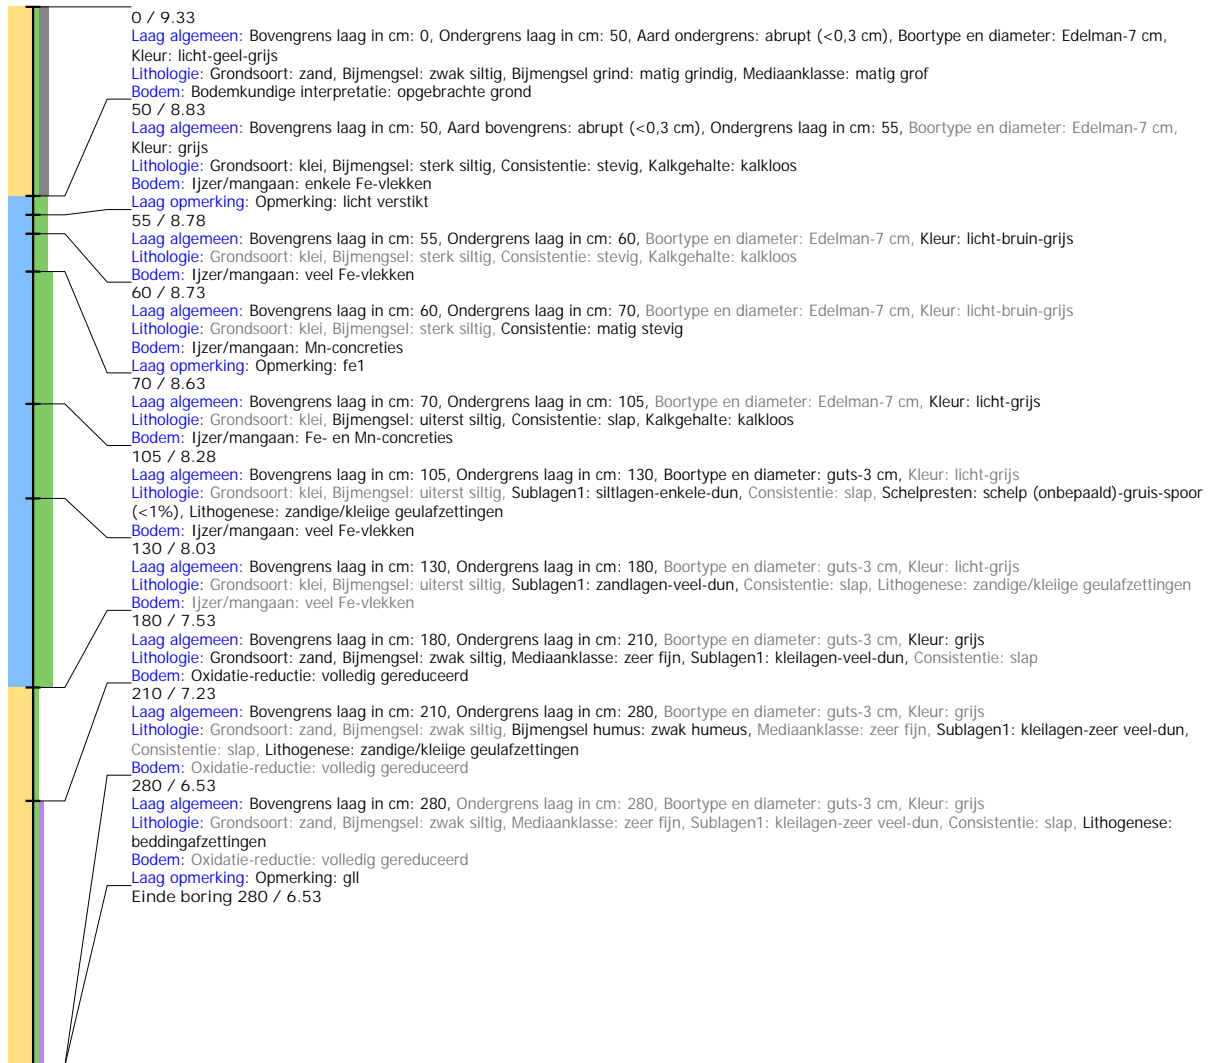 0 / 9.33
Laag algemeen: Bovengrens laag in cm: 0, Ondergrens laag in cm: 50, Aard ondergrens: abrupt (<0,3 cm), Boortype en diameter: Edelman-7 cm,
Kleur: licht-geel-grijs
Lithologie: Grondsoort: zand, Bijmengsel: zwak siltig, Bijmengsel grind: matig grindig, Mediaanklasse: matig grof
Bodem: Bodemkundige interpretatie: opgebrachte grond
50 / 8.83
Laag algemeen: Bovengrens laag in cm: 50, Aard bovengrens: abrupt (<0,3 cm), Ondergrens laag in cm: 55, Boortype en diameter: Edelman-7 cm,
Kleur: grijs
Lithologie: Grondsoort: klei, Bijmengsel: sterk siltig, Consistentie: stevig, Kalkgehalte: kalkloos
Bodem: Ijzer/mangaan: enkele Fe-vlekken
Laag opmerking: Opmerking: licht verstikt
55 / 8.78
Laag algemeen: Bovengrens laag in cm: 55, Ondergrens laag in cm: 60, Boortype en diameter: Edelman-7 cm, Kleur: licht-bruin-grijs
Lithologie: Grondsoort: klei, Bijmengsel: sterk siltig, Consistentie: stevig, Kalkgehalte: kalkloos
Bodem: Ijzer/mangaan: veel Fe-vlekken
60 / 8.73
Laag algemeen: Bovengrens laag in cm: 60, Ondergrens laag in cm: 70, Boortype en diameter: Edelman-7 cm, Kleur: licht-bruin-grijs
Lithologie: Grondsoort: klei, Bijmengsel: sterk siltig, Consistentie: matig stevig
Bodem: Ijzer/mangaan: Mn-concreties
Laag opmerking: Opmerking: fe1
70 / 8.63
Laag algemeen: Bovengrens laag in cm: 70, Ondergrens laag in cm: 105, Boortype en diameter: Edelman-7 cm, Kleur: licht-grijs
Lithologie: Grondsoort: klei, Bijmengsel: uiterst siltig, Consistentie: slap, Kalkgehalte: kalkloos
Bodem: Ijzer/mangaan: Fe- en Mn-concreties
105 / 8.28
Laag algemeen: Bovengrens laag in cm: 105, Ondergrens laag in cm: 130, Boortype en diameter: guts-3 cm, Kleur: licht-grijs
Lithologie: Grondsoort: klei, Bijmengsel: uiterst siltig, Sublagen1: siltlagen-enkele-dun, Consistentie: slap, Schelpresten: schelp (onbepaald)-gruis-spoor
(<1%), Lithogenese: zandige/kleiige geulafzettingen
Bodem: Ijzer/mangaan: veel Fe-vlekken
130 / 8.03
Laag algemeen: Bovengrens laag in cm: 130, Ondergrens laag in cm: 180, Boortype en diameter: guts-3 cm, Kleur: licht-grijs
Lithologie: Grondsoort: klei, Bijmengsel: uiterst siltig, Sublagen1: zandlagen-veel-dun, Consistentie: slap, Lithogenese: zandige/kleiige geulafzettingen
Bodem: Ijzer/mangaan: veel Fe-vlekken
180 / 7.53
Laag algemeen: Bovengrens laag in cm: 180, Ondergrens laag in cm: 210, Boortype en diameter: guts-3 cm, Kleur: grijs
Lithologie: Grondsoort: zand, Bijmengsel: zwak siltig, Mediaanklasse: zeer fijn, Sublagen1: kleilagen-veel-dun, Consistentie: slap
Bodem: Oxidatie-reductie: volledig gereduceerd
210 / 7.23
Laag algemeen: Bovengrens laag in cm: 210, Ondergrens laag in cm: 280, Boortype en diameter: guts-3 cm, Kleur: grijs
Lithologie: Grondsoort: zand, Bijmengsel: zwak siltig, Bijmengsel humus: zwak humeus, Mediaanklasse: zeer fijn, Sublagen1: kleilagen-zeer veel-dun,
Consistentie: slap, Lithogenese: zandige/kleiige geulafzettingen
Bodem: Oxidatie-reductie: volledig gereduceerd
280 / 6.53
Laag algemeen: Bovengrens laag in cm: 280, Ondergrens laag in cm: 280, Boortype en diameter: guts-3 cm, Kleur: grijs
Lithologie: Grondsoort: zand, Bijmengsel: zwak siltig, Mediaanklasse: zeer fijn, Sublagen1: kleilagen-zeer veel-dun, Consistentie: slap, Lithogenese:
beddingafzettingen
Bodem: Oxidatie-reductie: volledig gereduceerd
Laag opmerking: Opmerking: gll
Einde boring 280 / 6.53